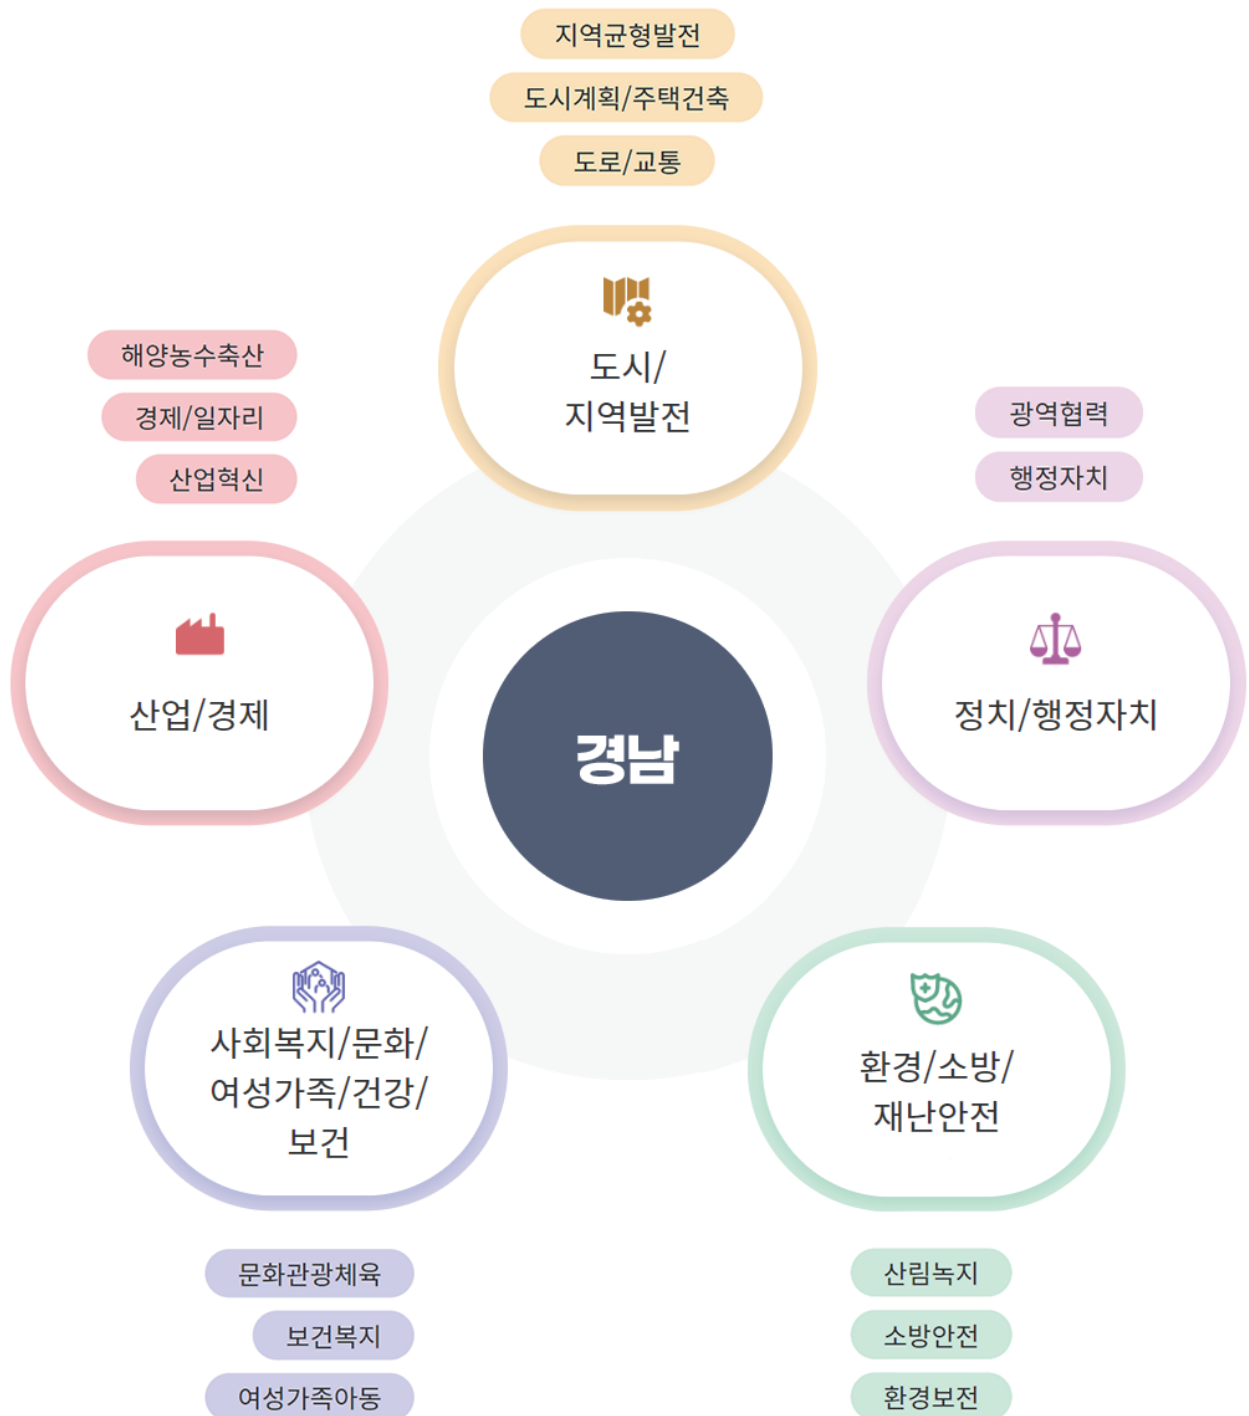 지역균형발전
도시계획/주택건축
도로/교통
도시/
지역발전
해양농수축산
경제/일자리
산업혁신
산업/경제
광역협력
행정자치
정치/행정자치
경남
사회복지/문화/
여성가족/건강/
보건
문화관광체육
보건복지
여성가족아동
환경/소방/
재난안전
산림녹지
소방안전
환경보전